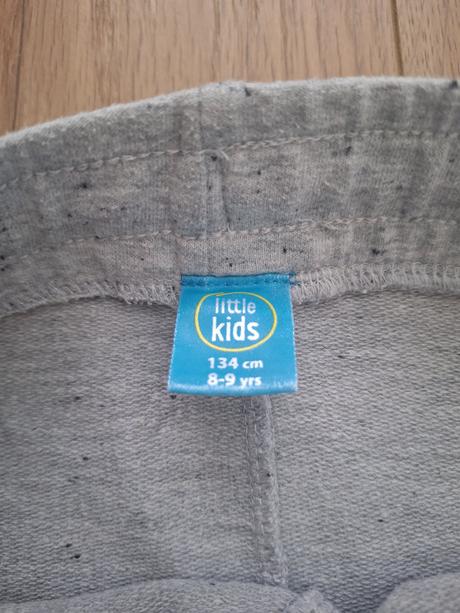 little
kids
134 cm
8-9 yrs